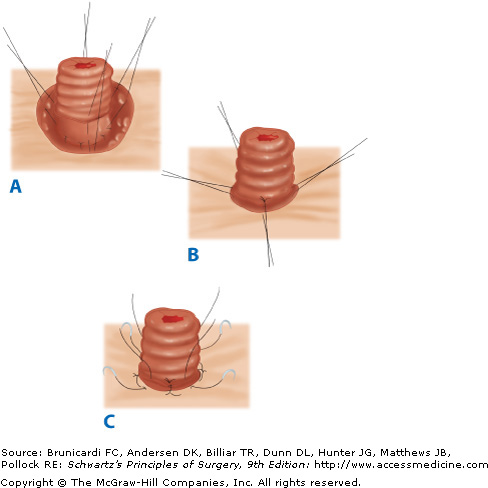 A
B
C
Source: Brunicardi FC, Andersen DK, Billiar TR, Dunn DL, Hunter JG, Matthews JB,
Pollock RE: Schwartz's Principles of Surgery, 9th Edition: http://www.accessmedicine.com
Copyright © The McGraw-Hill Companies, Inc. All rights reserved.